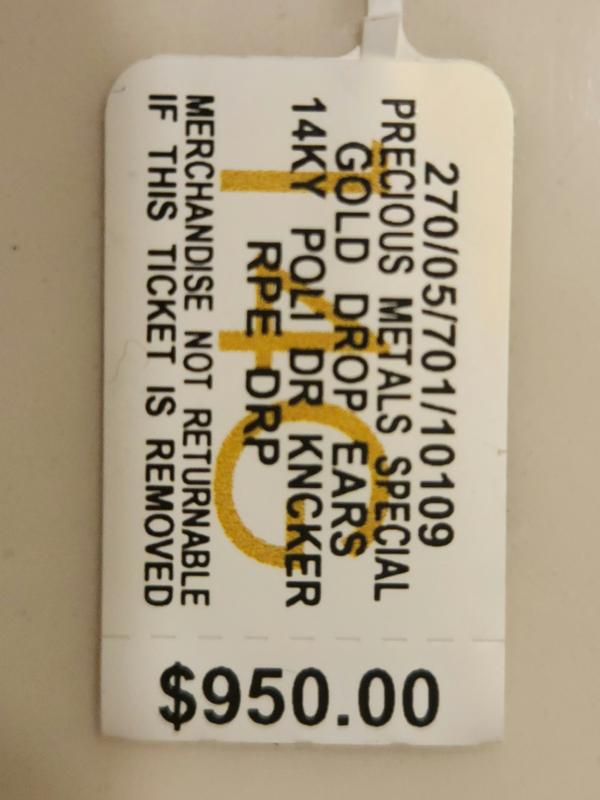 270/05/701/10109
PRECIOUS METALS SPECIAL
GOLD DROP EARS
14KY POLI DR KNCKER
RPE DRP
MERCHANDISE NOT RETURNABLE
IF THIS TICKET IS REMOVED
$950.00